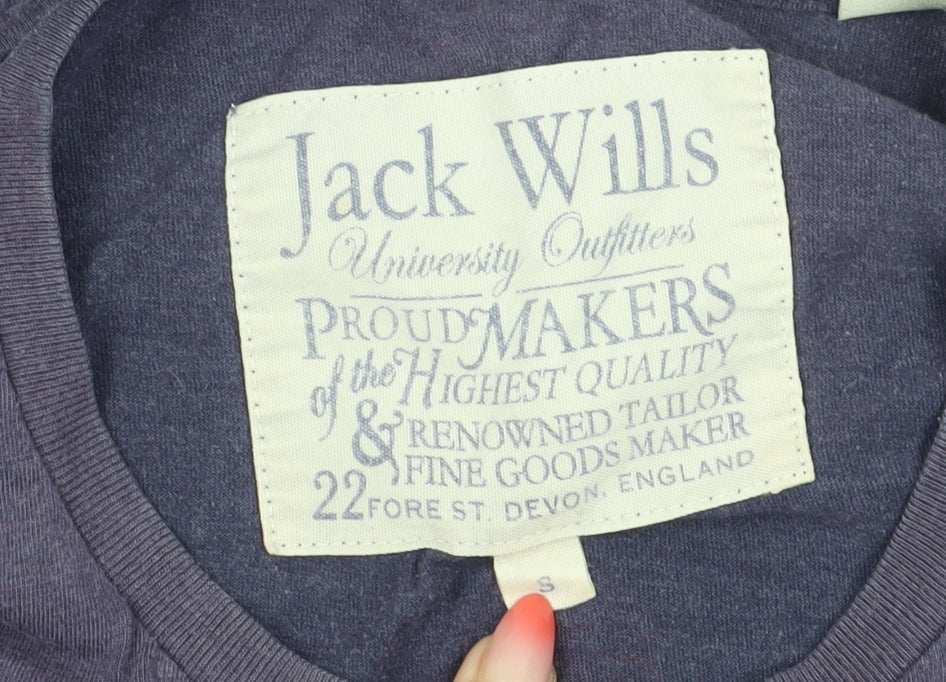 Jack Wills
University Outfitters
PROUD MAKERS
of the HIGHEST QUALITY
& RENOWNED TAILOR
FINE GOODS MAKER
22 FORE ST. DEVON, ENGLAND
S